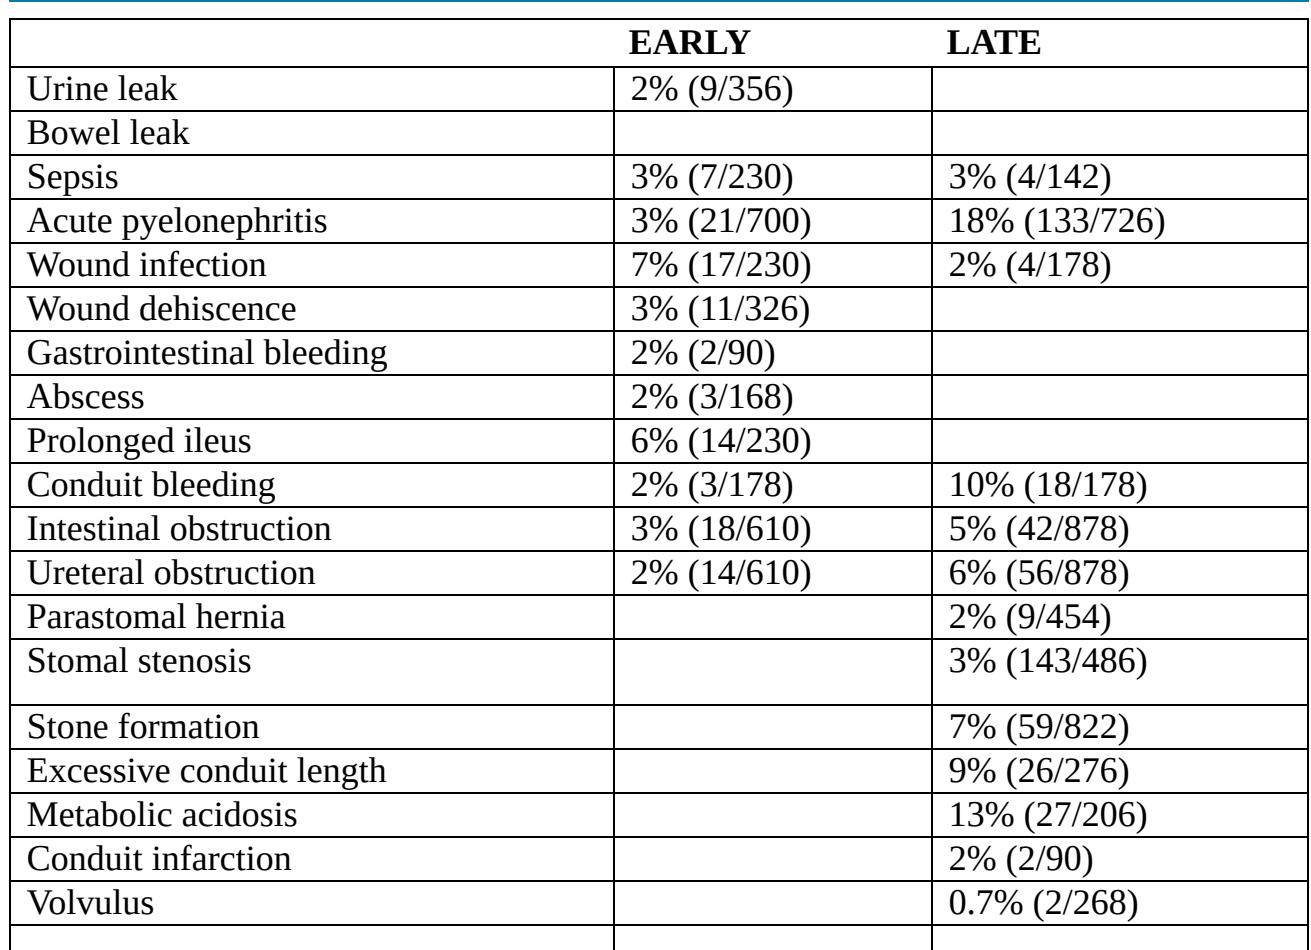 EARLY LATE
Urine leak 2% (9/356)
Bowel leak
Sepsis 3% (7/230) 3% (4/142)
Acute pyelonephritis 3% (21/700) 18% (133/726)
Wound infection 7% (17/230) 2% (4/178)
Wound dehiscence 3% (11/326)
Gastrointestinal bleeding 2% (2/90)
Abscess 2% (3/168)
Prolonged ileus 6% (14/230)
Conduit bleeding 2% (3/178) 10% (18/178)
Intestinal obstruction 3% (18/610) 5% (42/878)
Ureteral obstruction 2% (14/610) 6% (56/878)
Parastomal hernia 2% (9/454)
Stomal stenosis 3% (143/486)
Stone formation 7% (59/822)
Excessive conduit length 9% (26/276)
Metabolic acidosis 13% (27/206)
Conduit infarction 2% (2/90)
Volvulus 0.7% (2/268)